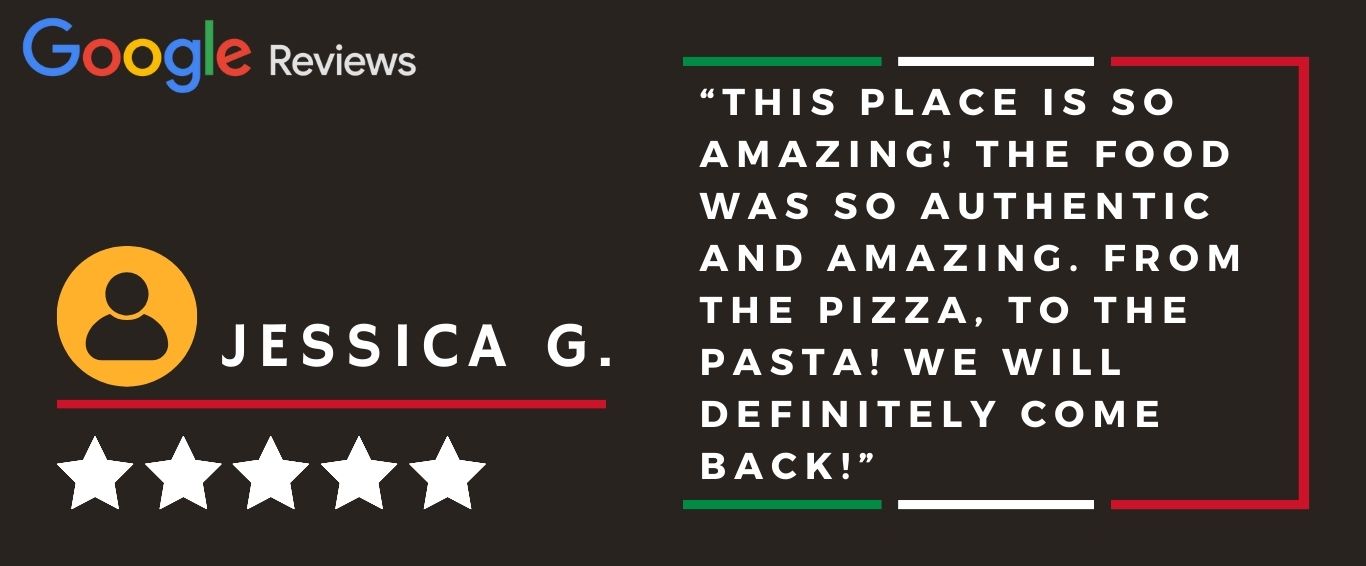 Google Reviews
JESSICA G.
“THIS PLACE IS SO
AMAZING! THE FOOD
WAS SO AUTHENTIC
AND AMAZING. FROM
THE PIZZA, TO THE
PASTA! WE WILL
DEFINITELY COME
BACK!”